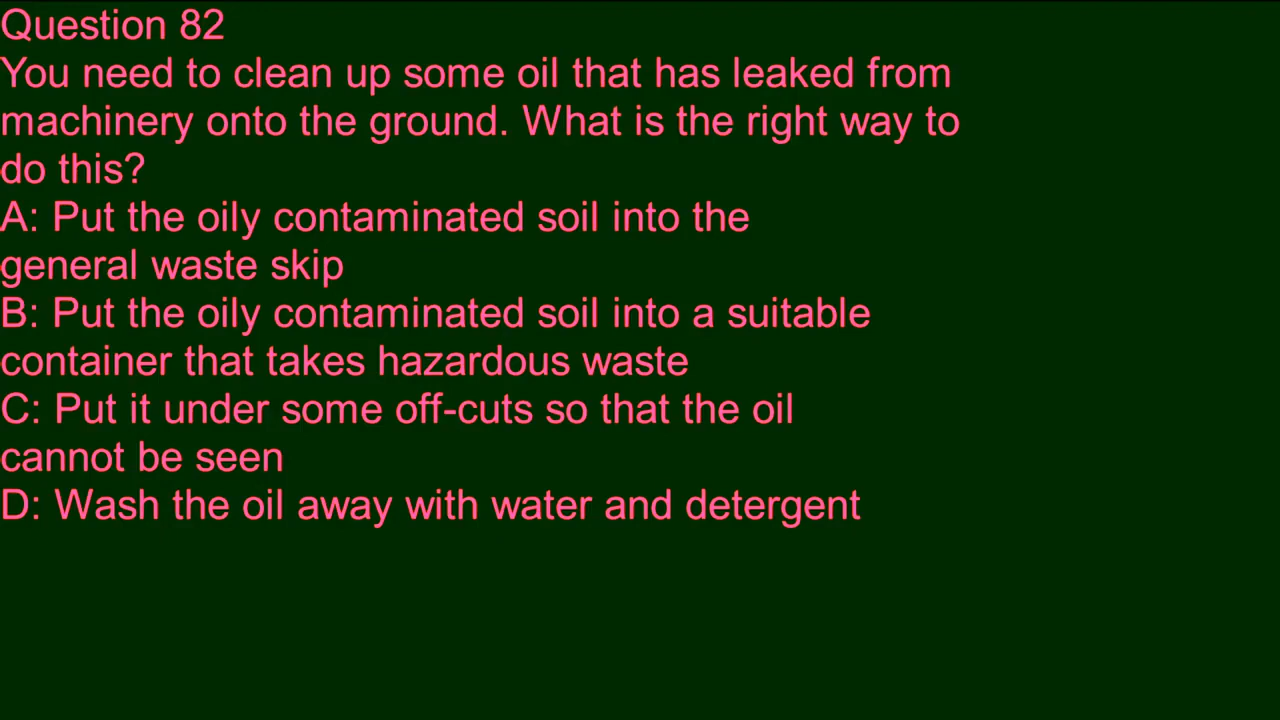 Question 82
You need to clean up some oil that has leaked from
machinery onto the ground. What is the right way to
do this?
A: Put the oily contaminated soil into the
general waste skip
B: Put the oily contaminated soil into a suitable
container that takes hazardous waste
C: Put it under some off-cuts so that the oil
cannot be seen
D: Wash the oil away with water and detergent